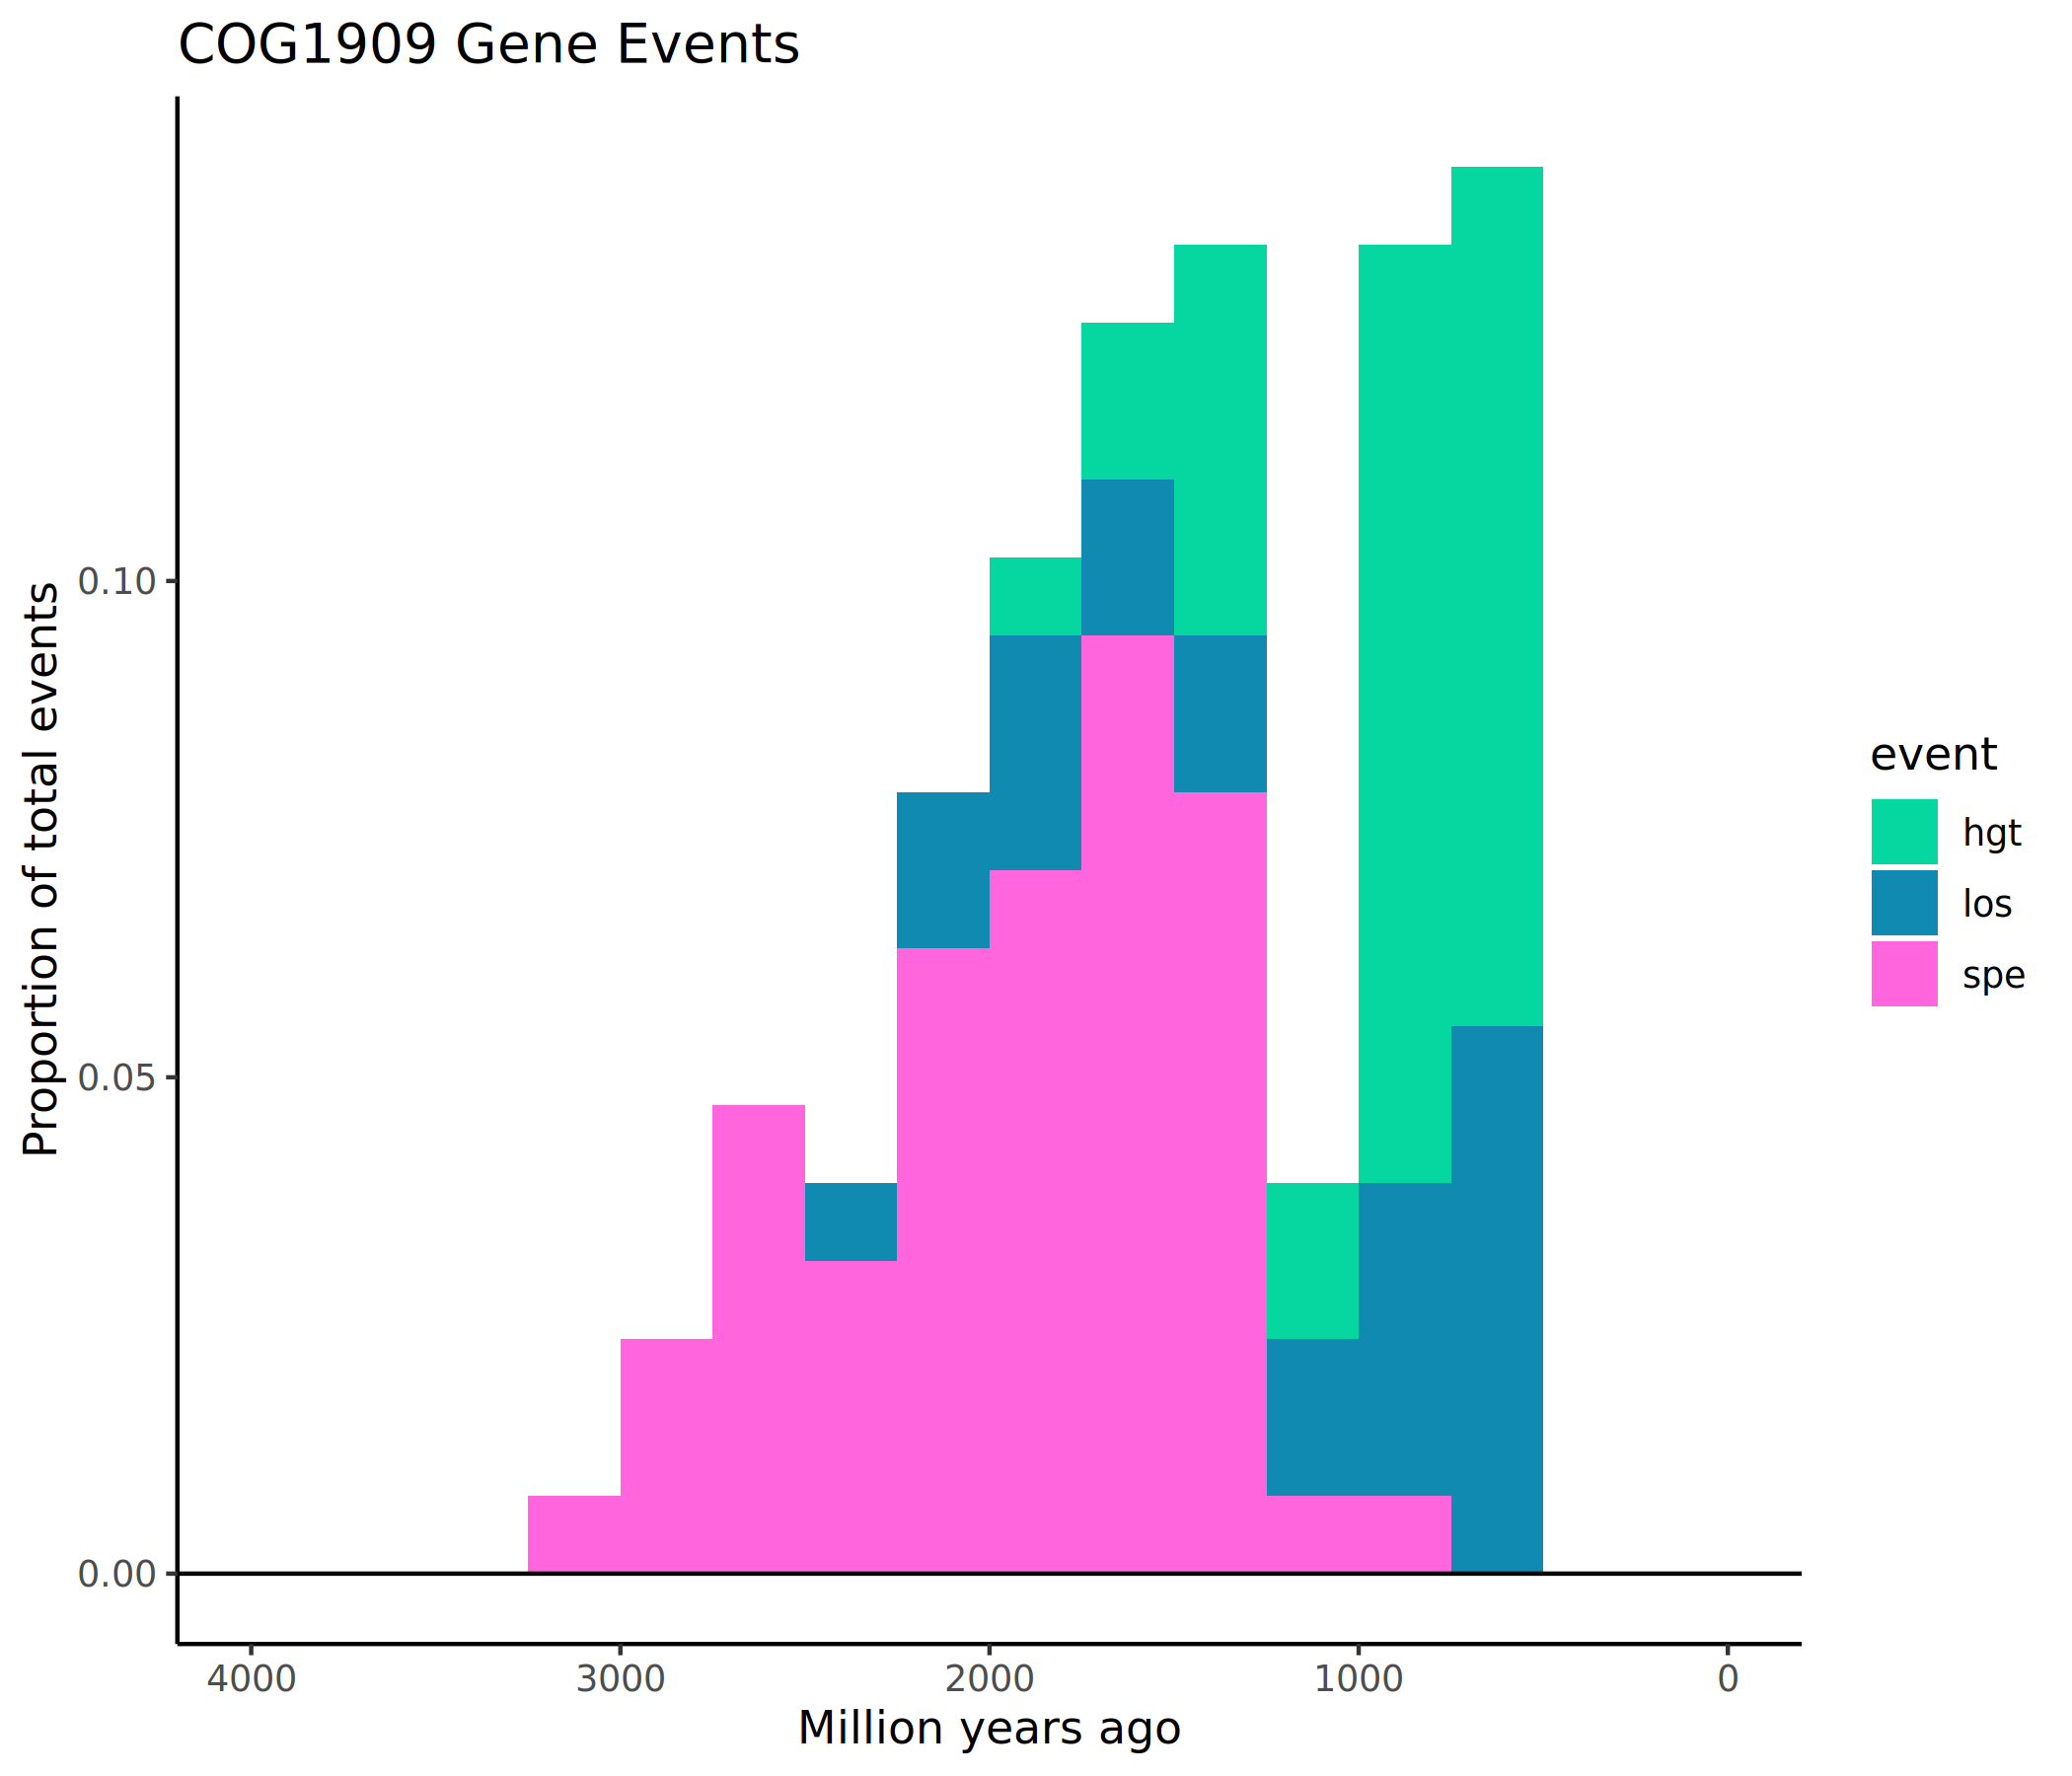 COG1909 Gene Events
Proportion of total events
0.10
0.05
0.00
4000 3000 2000 1000 0
Million years ago
event
hgt
los
spe